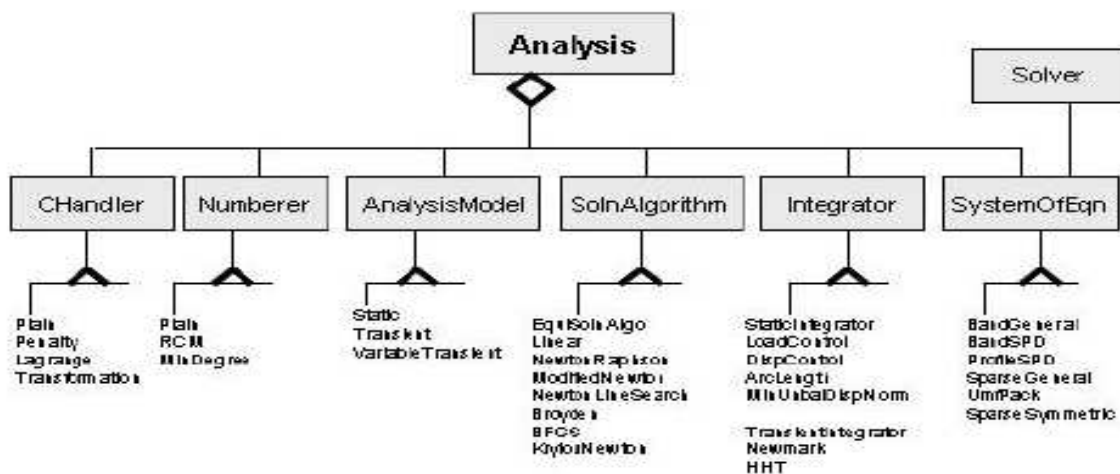 Analysis
Solver
CHandler
Numberer
AnalysisModel
SolnAlgorithm
Integrator
SystemOfEqn
Plain
Penalty
Lagrange
Transformation
Plain
RCM
MinDegree
Static
Transient
VariableTransient
EquiSolnAlgo
Linear
NewtonRaphson
ModifiedNewton
NewtonLineSearch
Broyden
BFGS
KrylovNewton
StaticIntegrator
LoadControl
DispControl
ArcLength
MinUnbalDispNorm
TransientIntegrator
Newmark
HHT
BandGeneral
BandSPD
ProfileSPD
SparseGeneral
UmfPack
SparseSymmetric